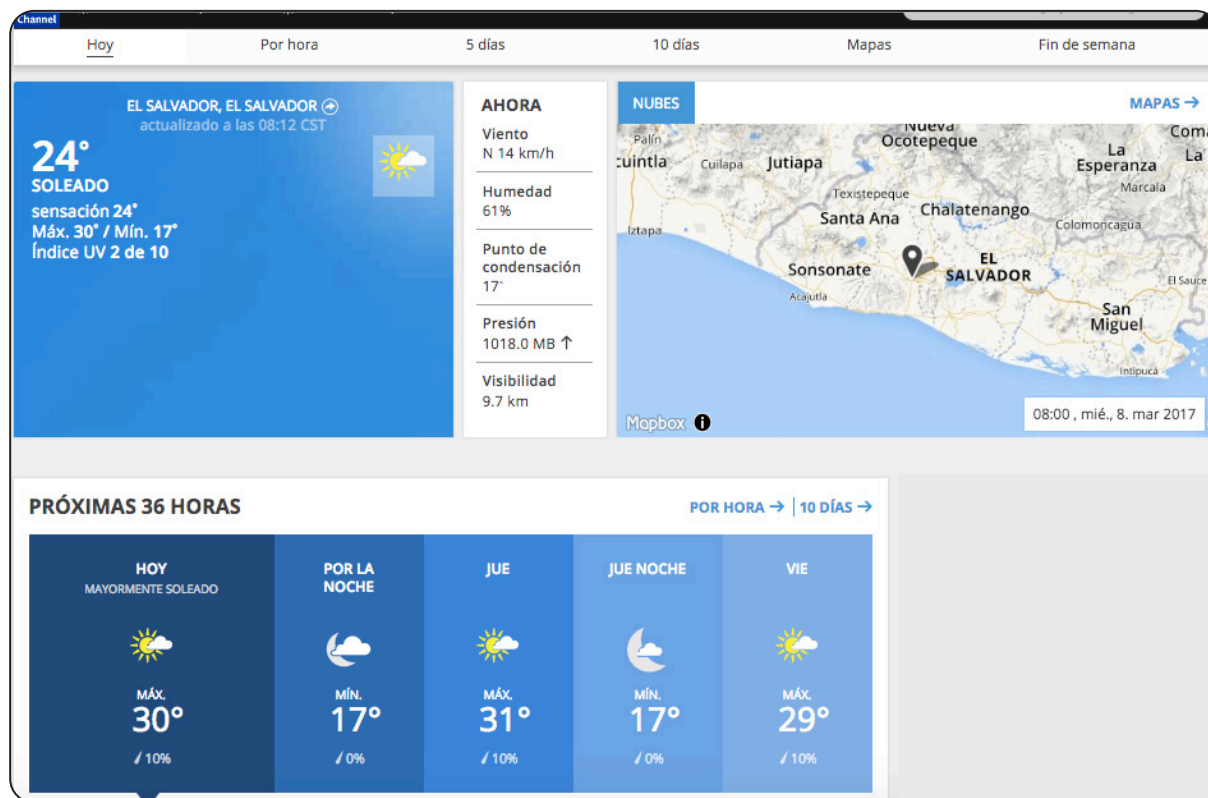 Channel
Hoy
Por hora
5 días
10 días
Mapas
Fin de semana
EL SALVADOR, EL SALVADOR
actualizado a las 08:12 CST
24°
SOLEADO
sensación 24°
Máx. 30° / Mín. 17°
Índice UV 2 de 10
AHORA
Viento
N 14 km/h
Humedad
61%
Punto de
condensación
17°
Presión
1018.0 MB ↑
Visibilidad
9.7 km
NUBES
MAPAS →
Palín
cuintla
Cuilapa
Jutiapa
Nueva
Ocotepeque
La
Esperanza
Coma
La
Marcala
Texistepeque
Santa Ana
Chalatenango
Colomoncagua
Iztapa
Sonsonate
EL
SALVADOR
El Sauce
Acajutla
San
Miguel
Intipucá
Mapbox
08:00 , mié., 8. mar 2017
PRÓXIMAS 36 HORAS
POR HORA → | 10 DÍAS →
HOY
MAYORMENTE SOLEADO
MÁX.
30°
10%
POR LA
NOCHE
MÍN.
17°
0%
JUE
MÁX.
31°
10%
JUE NOCHE
MÍN.
17°
0%
VIE
MÁX.
29°
10%